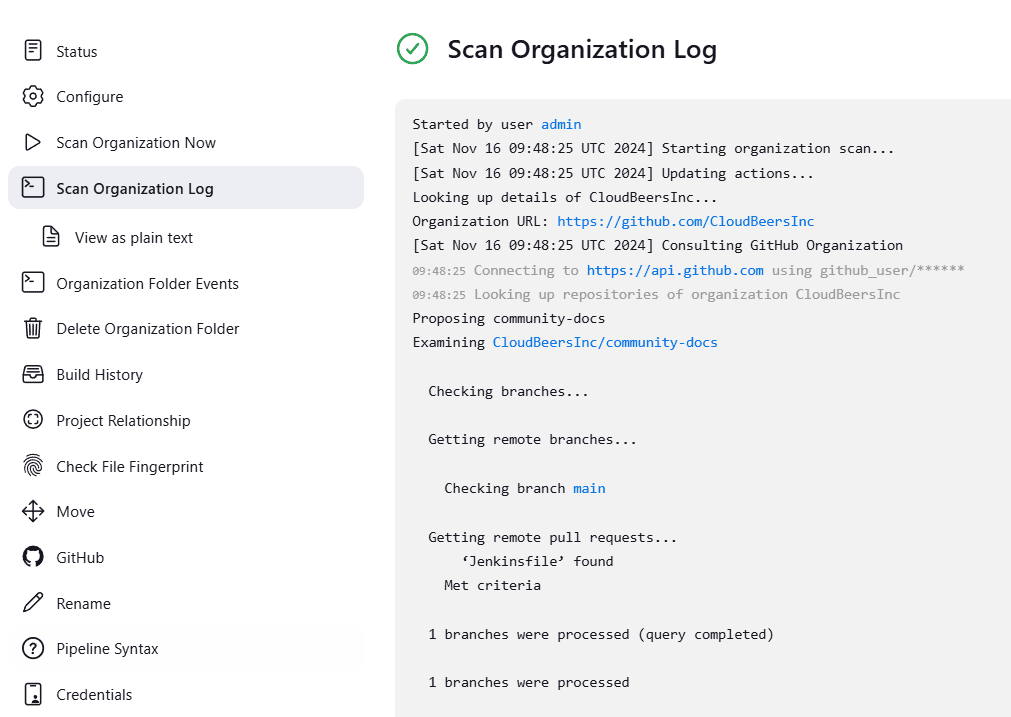 Status
Configure
Scan Organization Now
Scan Organization Log
View as plain text
Organization Folder Events
Delete Organization Folder
Build History
Project Relationship
Check File Fingerprint
Move
GitHub
Rename
Pipeline Syntax
Credentials
Scan Organization Log
Started by user admin
[Sat Nov 16 09:48:25 UTC 2024] Starting organization scan...
[Sat Nov 16 09:48:25 UTC 2024] Updating actions...
Looking up details of CloudBeersInc...
Organization URL: https://github.com/CloudBeersInc
[Sat Nov 16 09:48:25 UTC 2024] Consulting GitHub Organization
09:48:25 Connecting to https://api.github.com using github_user/******
09:48:25 Looking up repositories of organization CloudBeersInc
Proposing community-docs
Examining CloudBeersInc/community-docs
Checking branches...
Getting remote branches...
Checking branch main
Getting remote pull requests...
‘Jenkinsfile’ found
Met criteria
1 branches were processed (query completed)
1 branches were processed